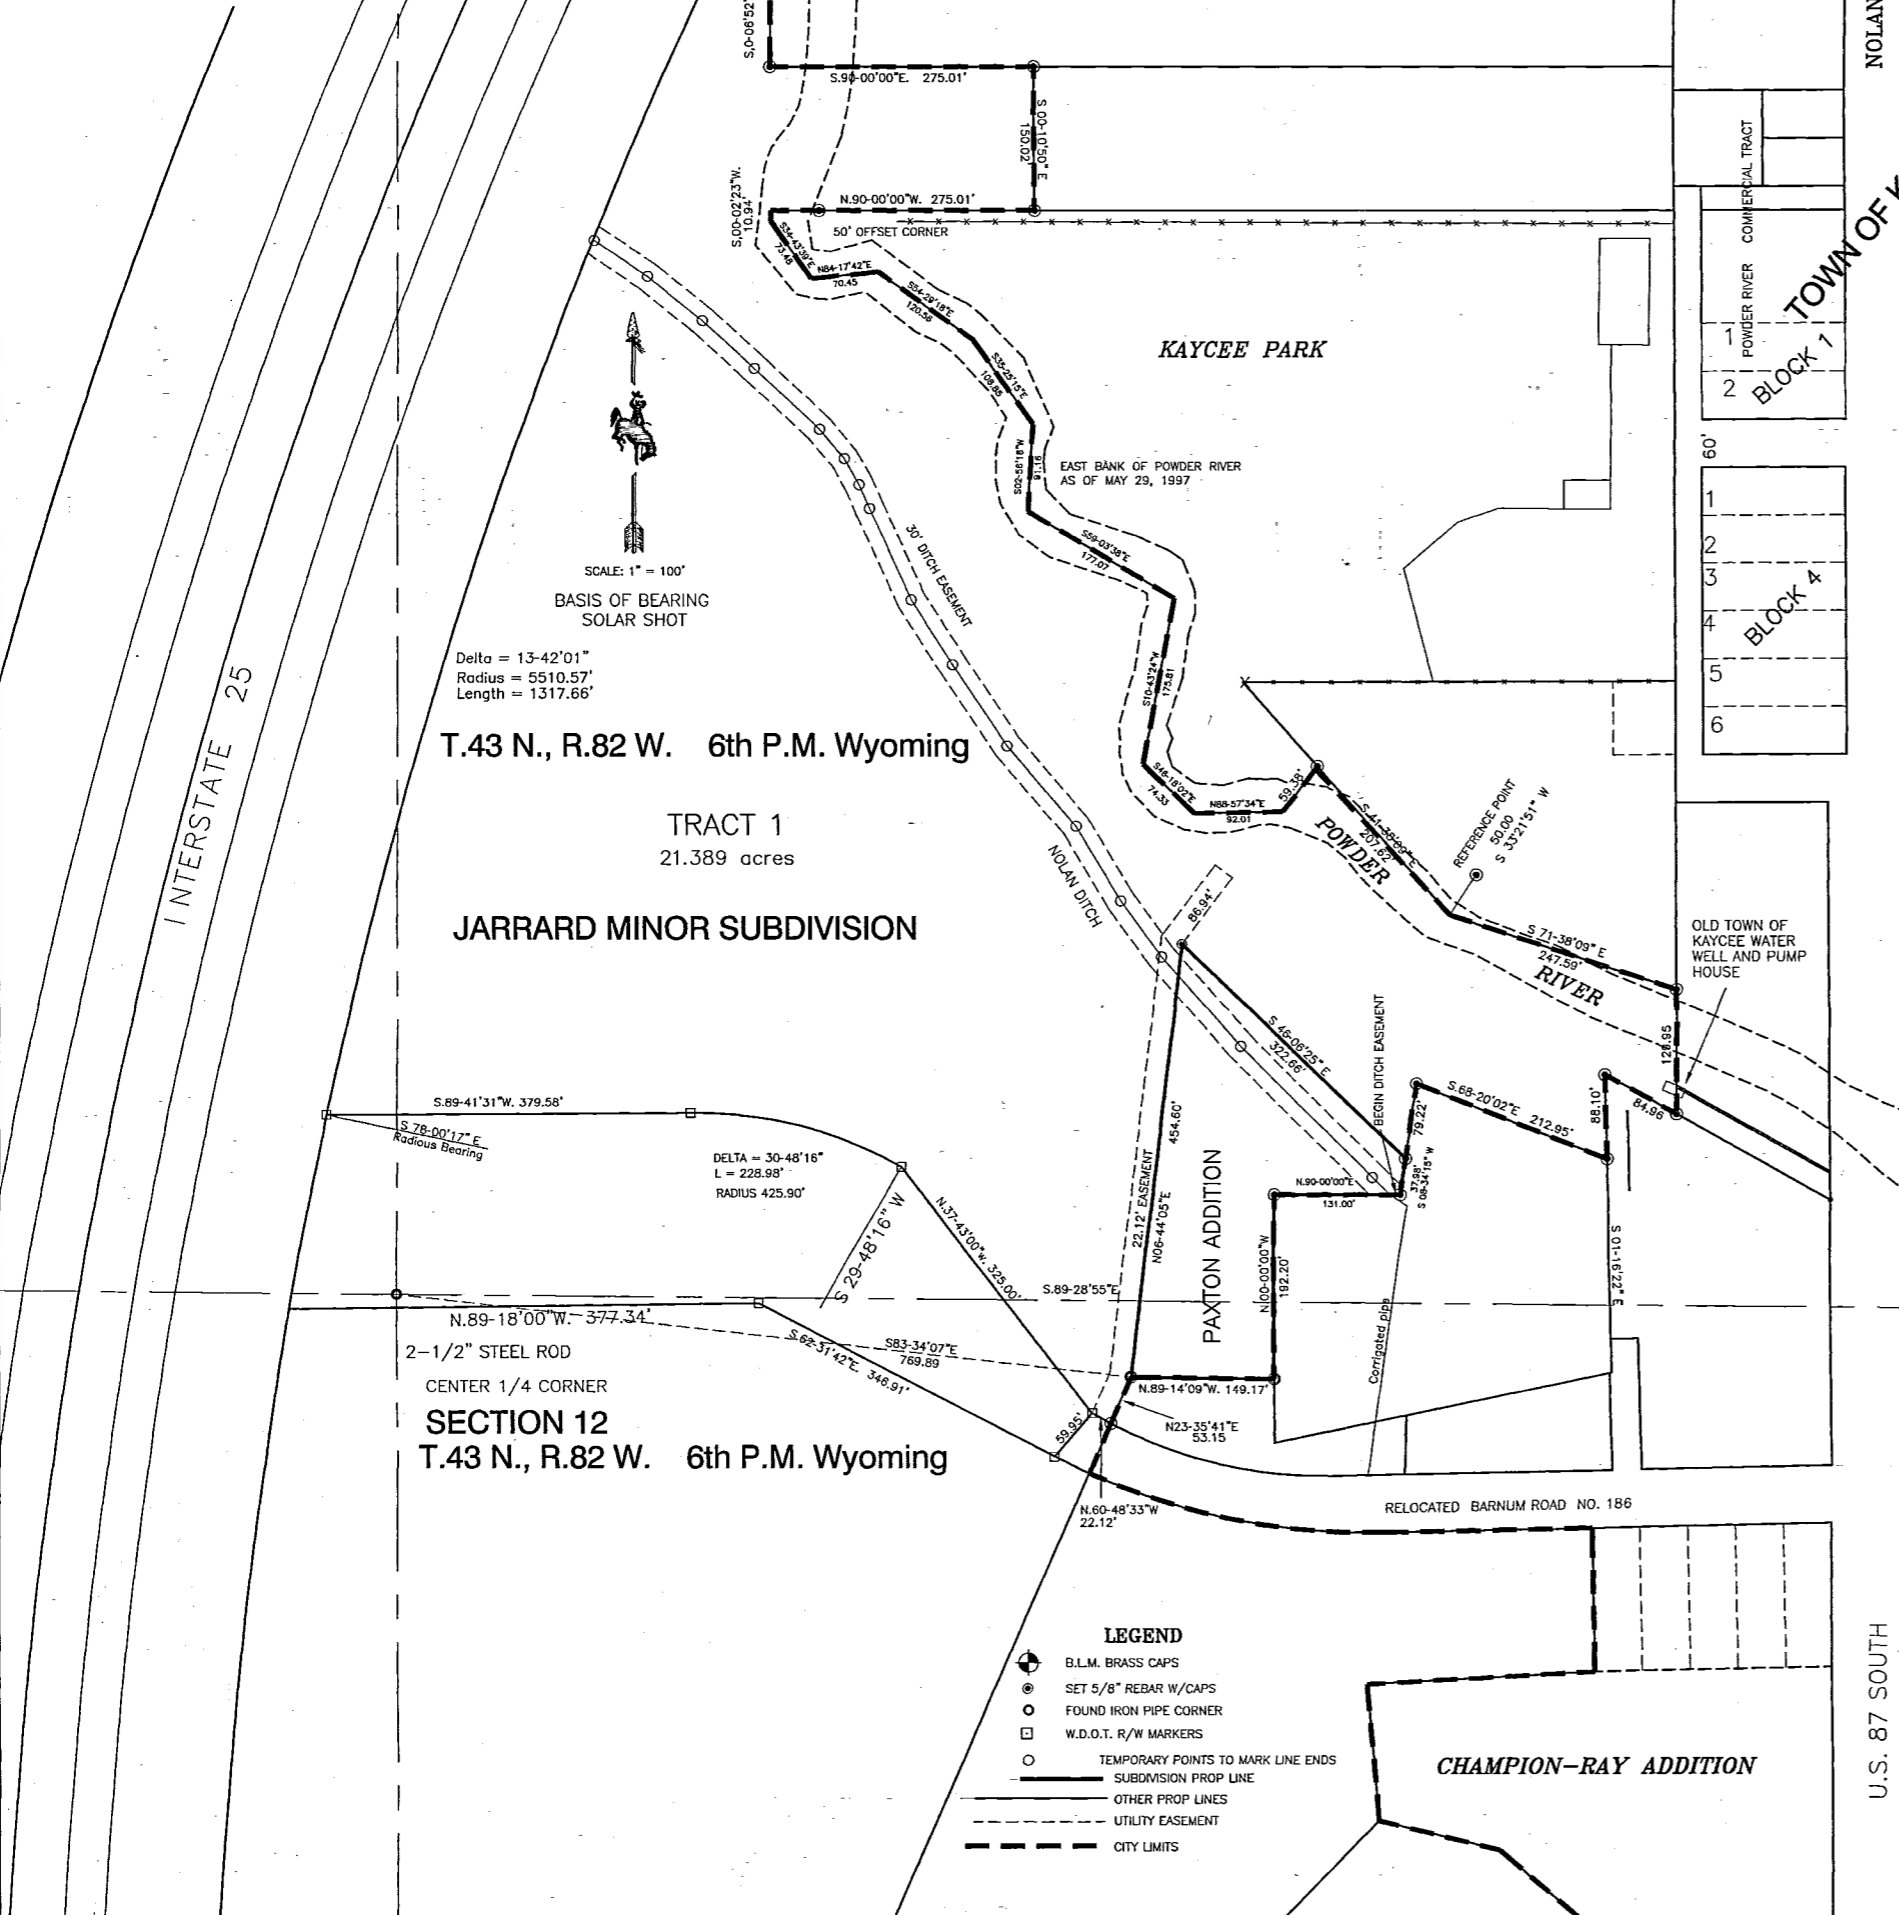 S,0-06'52"
NOLAN
S.90-00'00"E. 275.01'
S 00-10'50" E
150.02'
POWDER RIVER COMMERCIAL TRACT
TOWN OF K
S,00-02'23"W.
10.94'
N.90-00'00"W. 275.01'
50' OFFSET CORNER
S34-43'39"E
73.48
N84-17'42"E
70.45
S54-29'18"E
120.56
S35-25'15"E
108.85
KAYCEE PARK
1
2
BLOCK 1
60'
S02-58'18"W
91.16
EAST BANK OF POWDER RIVER
AS OF MAY 29, 1997
1
2
3
4
5
6
BLOCK 4
S59-03'38"E
177.07
30' DITCH EASEMENT
SCALE: 1" = 100'
BASIS OF BEARING
SOLAR SHOT
Delta = 13-42'01"
Radius = 5510.57'
Length = 1317.66'
INTERSTATE 25
S10-43'24"W
175.81
T.43 N., R.82 W. 6th P.M. Wyoming
S46-18'02"E
74.33
N88-57'34"E
92.01
59.38'
S 41-38'09" E
207.62'
POWDER
REFERENCE POINT
50.00
S 33°21'51" W
TRACT 1
21.389 acres
NOLAN DITCH
86.94'
JARRARD MINOR SUBDIVISION
S 71-38'09" E
247.59'
RIVER
OLD TOWN OF
KAYCEE WATER
WELL AND PUMP
HOUSE
S 46-06'25" E
322.66'
BEGIN DITCH EASEMENT
S.89-41'31"W. 379.58'
S 78-00'17" E
Radious Bearing
S.68-20'02"E 212.95'
79.22'
88.10'
84.96
DELTA = 30-48'16"
L = 228.98'
RADIUS 425.90'
454.60'
22.12' EASEMENT
N06-44'05"E
PAXTON ADDITION
N.90-00'00"E
131.00'
37.98'
S 08-34'15" W
N.37-43'00"W. 325.00'
S 29-48'16" W
S.89-28'55"E
N.00-00'00"W
192.20'
S 01-16'22" E
Corrigated pipe
N.89-18'00"W. 377.34'
S.62-31'42"E. 346.91'
S83-34'07"E
769.89
2-1/2" STEEL ROD
CENTER 1/4 CORNER
SECTION 12
T.43 N., R.82 W. 6th P.M. Wyoming
N.89-14'09"W. 149.17'
59.95'
N23-35'41"E
53.15
N.60-48'33"W
22.12'
RELOCATED BARNUM ROAD NO. 186
LEGEND
B.L.M. BRASS CAPS
SET 5/8" REBAR W/CAPS
FOUND IRON PIPE CORNER
W.D.O.T. R/W MARKERS
TEMPORARY POINTS TO MARK LINE ENDS
SUBDIVISION PROP LINE
OTHER PROP LINES
UTILITY EASEMENT
CITY LIMITS
CHAMPION-RAY ADDITION
U.S. 87 SOUTH